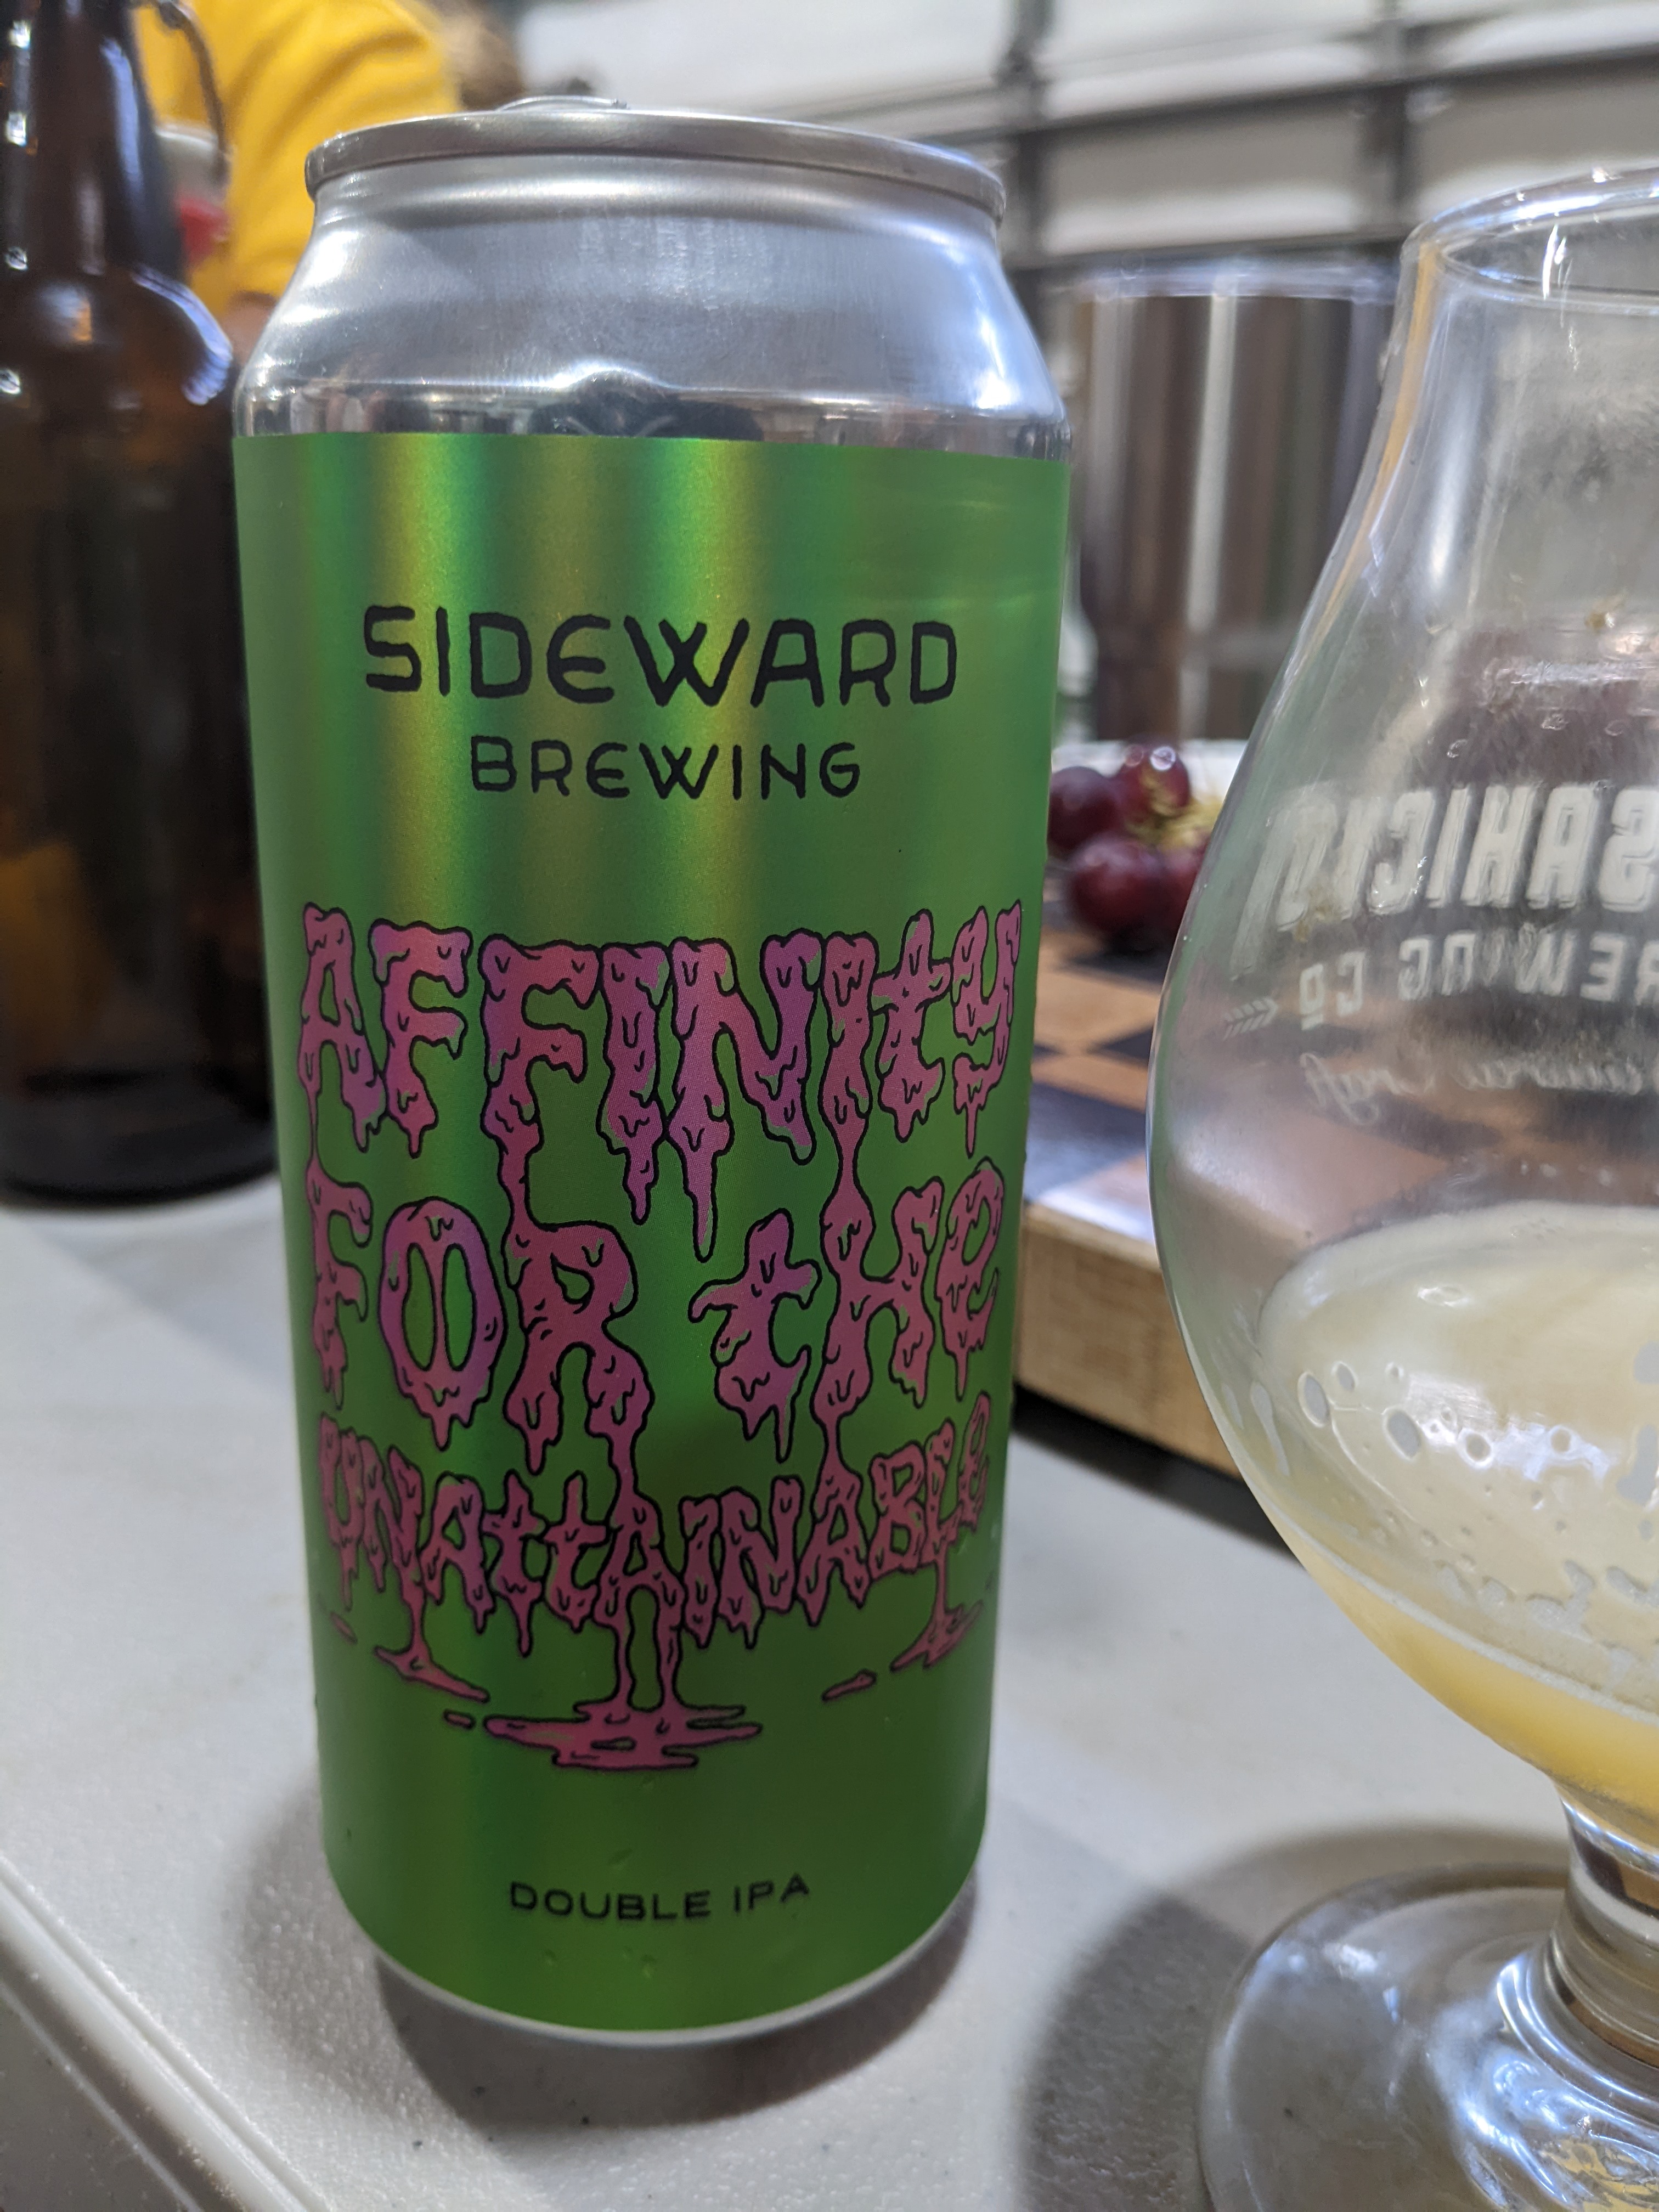 SIDEWARD
BREWING
AFFINITY
FOR THE
UNATTAINABLE
DOUBLE IPA